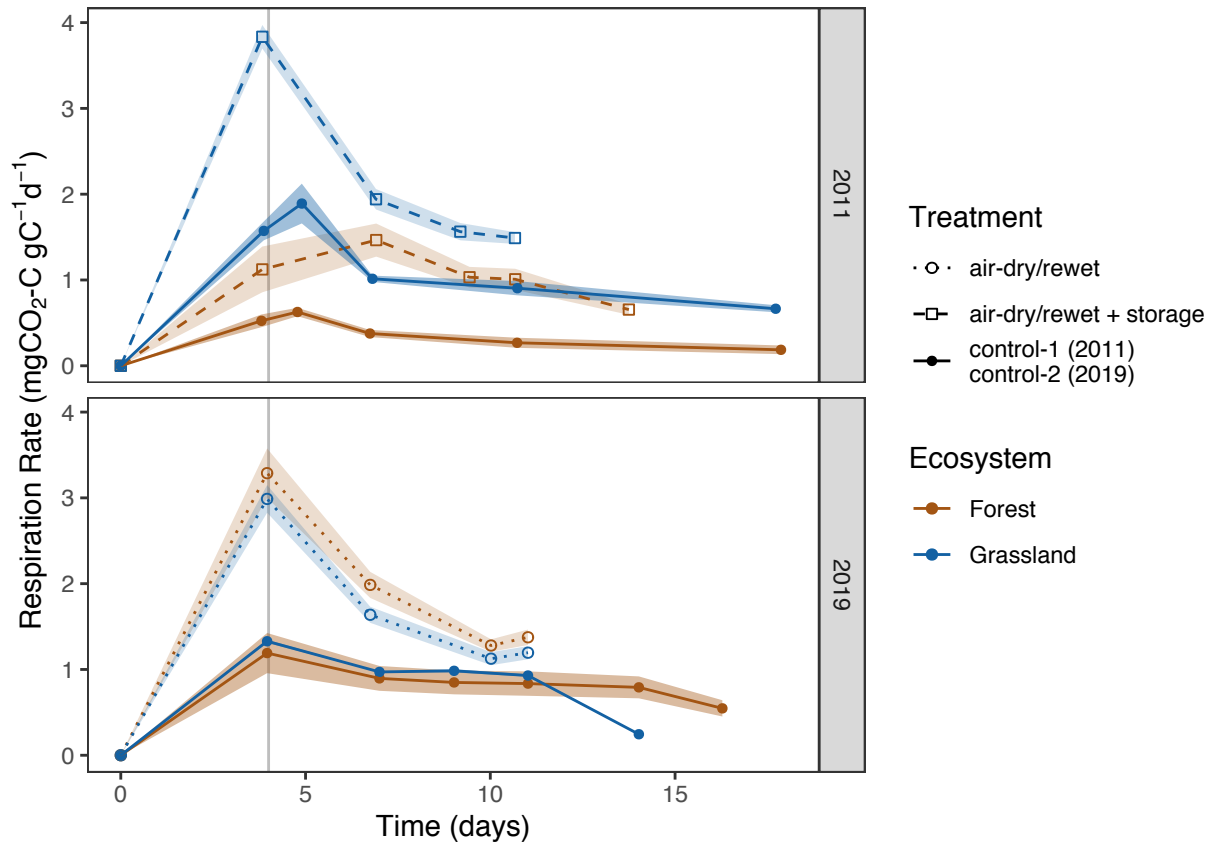 Respiration Rate (mgCO₂-C gC⁻¹d⁻¹)
4
3
2
1
0
2011
4
3
2
1
0
2019
0 5 10 15
Time (days)
Treatment
air-dry/rewet
air-dry/rewet + storage
control-1 (2011)
control-2 (2019)
Ecosystem
Forest
Grassland